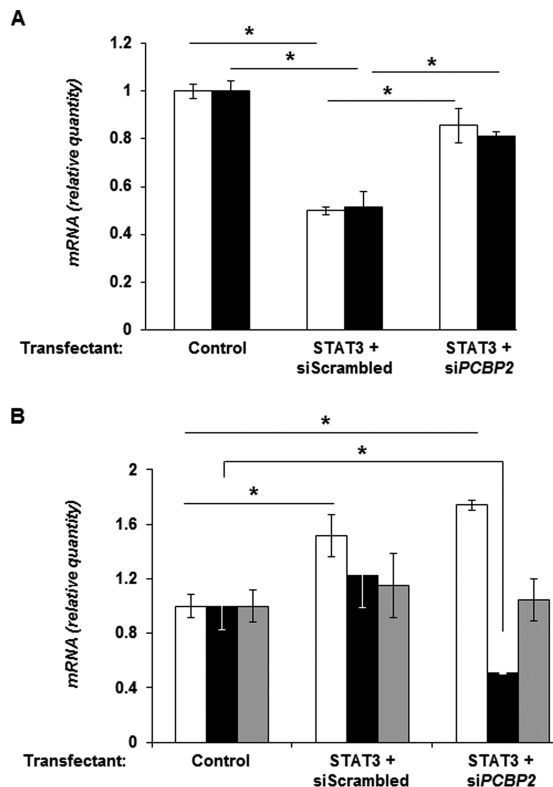 A
1.2
1
0.8
0.6
0.4
0.2
0
mRNA (relative quantity)
*
*
*
*
Transfectant:
Control
STAT3 +
siScrambled
STAT3 +
siPCBP2
B
*
*
*
2
1.6
1.2
0.8
0.4
0
mRNA (relative quantity)
Transfectant:
Control
STAT3 +
siScrambled
STAT3 +
siPCBP2